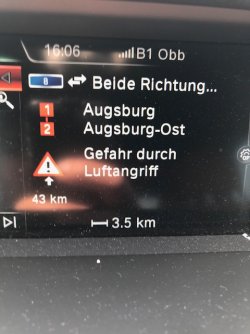 16:06 B1 Obb
8 Beide Richtung...
1 Augsburg
2 Augsburg-Ost
Gefahr durch
Luftangriff
43 km
3.5 km